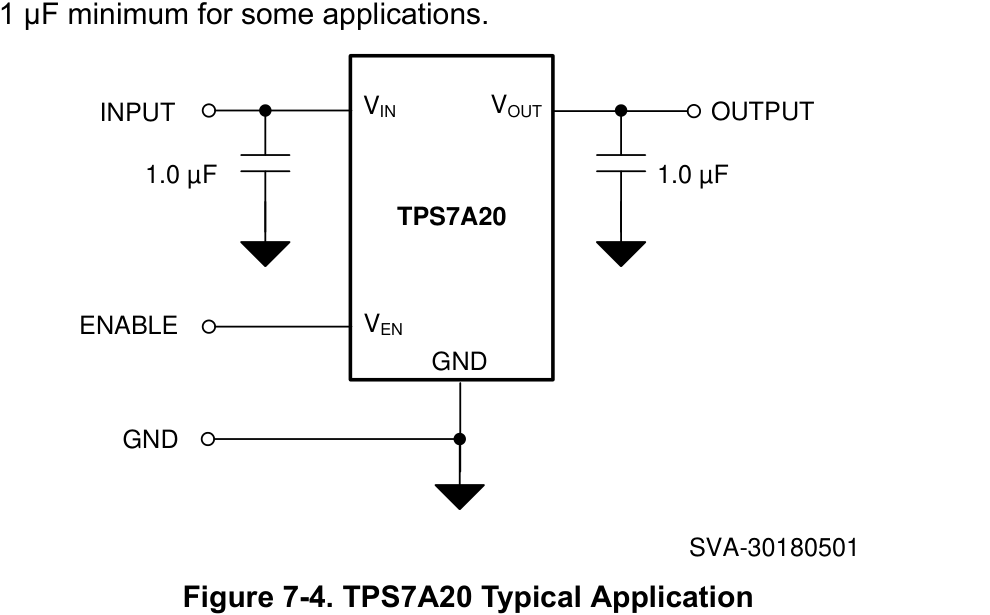 1 µF minimum for some applications.
INPUT
VIN
VOUT
OUTPUT
1.0 µF
1.0 µF
TPS7A20
ENABLE
VEN
GND
GND
SVA-30180501
Figure 7-4. TPS7A20 Typical Application